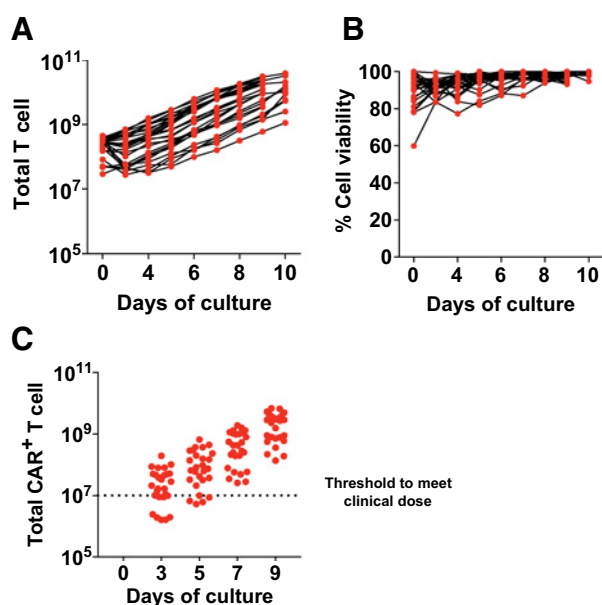 A
Total T cell
10^11
10^9
10^7
10^5
0 4 6 8 10
Days of culture
B
% Cell viability
100
80
60
40
20
0
0 4 6 8 10
Days of culture
C
Total CAR+ T cell
10^11
10^9
10^7
10^5
0 3 5 7 9
Days of culture
Threshold to meet
clinical dose